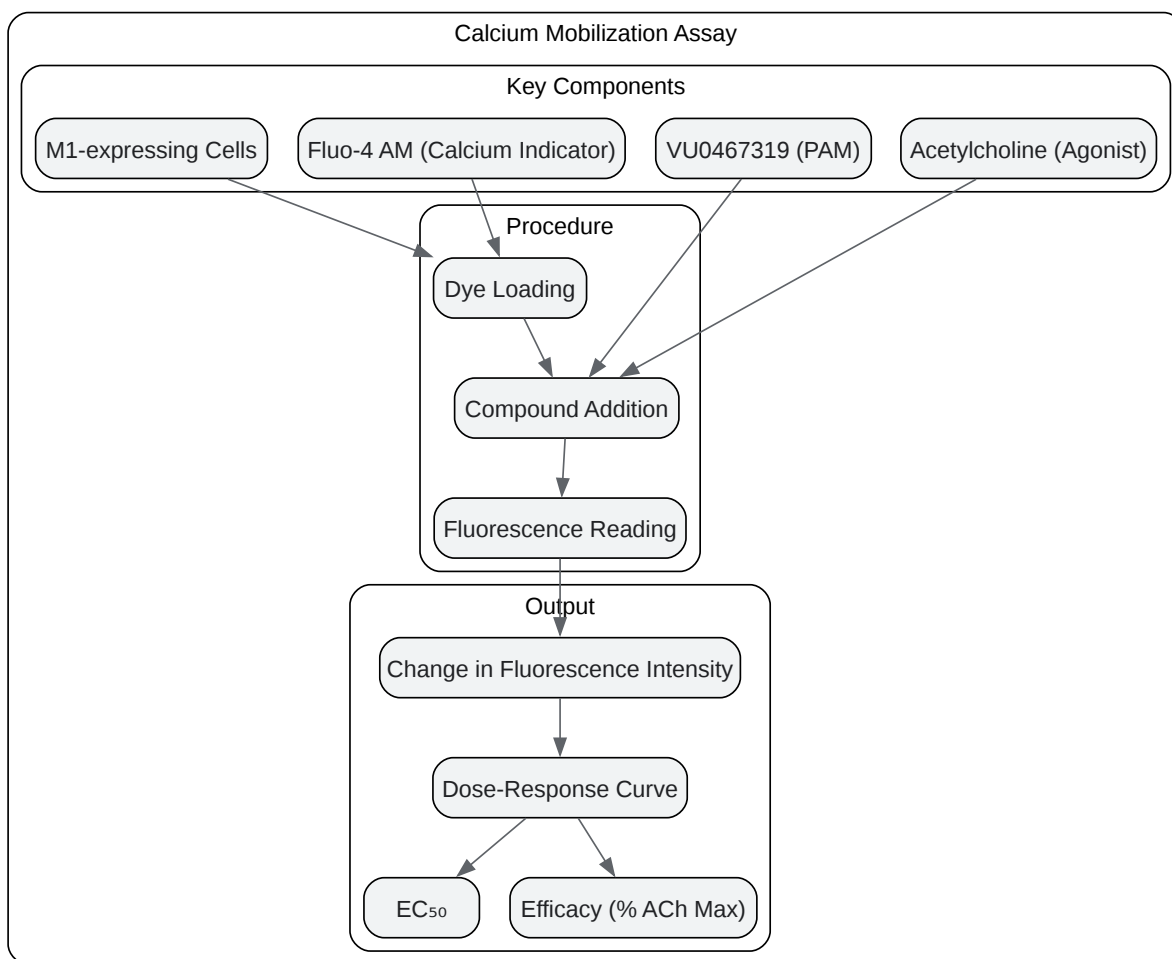 Calcium Mobilization Assay
Key Components
M1-expressing Cells
Fluo-4 AM (Calcium Indicator)
VU0467319 (PAM)
Acetylcholine (Agonist)
Procedure
Dye Loading
Compound Addition
Fluorescence Reading
Output
Change in Fluorescence Intensity
Dose-Response Curve
EC₅₀
Efficacy (% ACh Max)